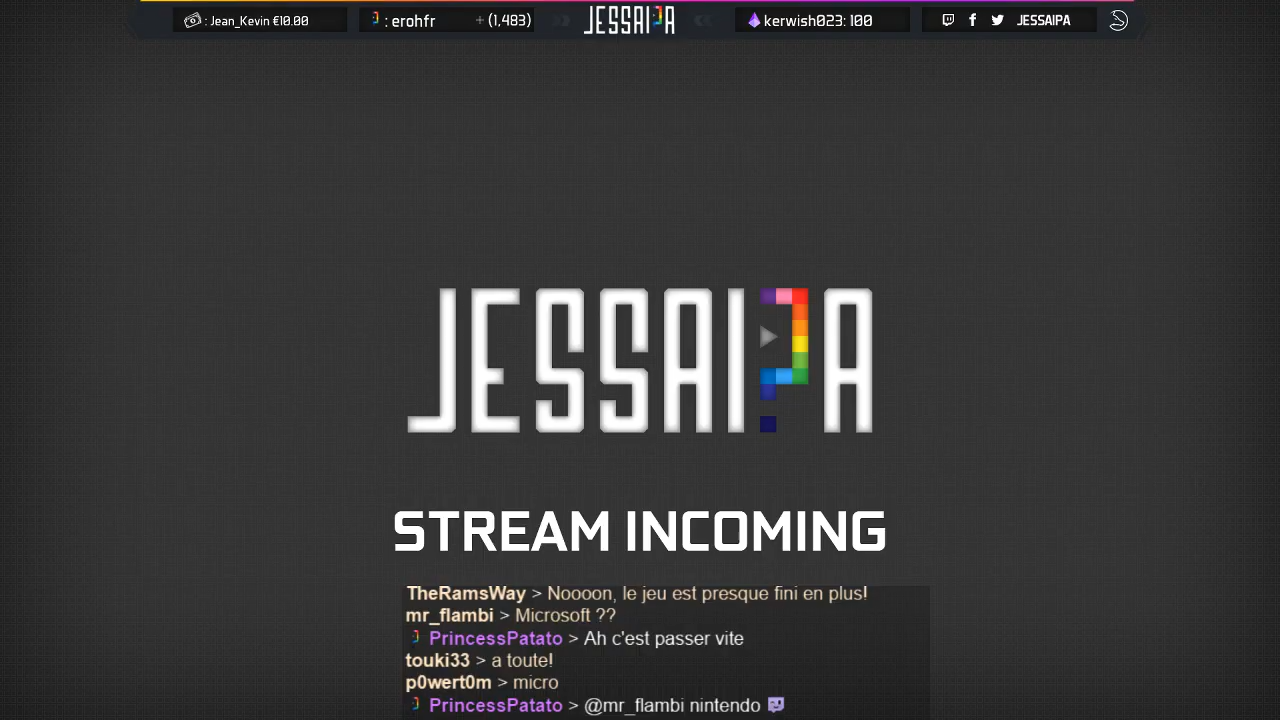 : Jean_Kevin €10.00
: erohfr + (1,483)
JESSAIPA
kerwish023: 100
JESSAIPA
JESSAIPA
STREAM INCOMING
TheRamsWay > Noooon, le jeu est presque fini en plus!
mr_flambi > Microsoft ??
PrincessPatato > Ah c'est passer vite
touki33 > a toute!
p0wert0m > micro
PrincessPatato > @mr_flambi nintendo